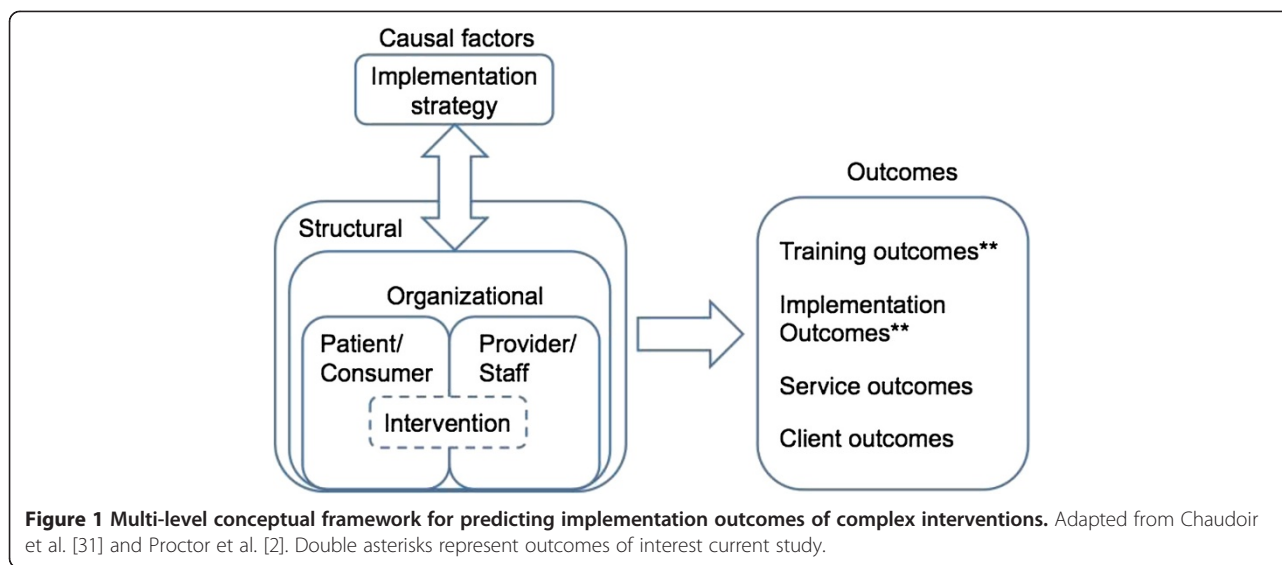 Causal factors
Implementation
strategy
Structural
Organizational
Patient/
Consumer
Provider/
Staff
Intervention
Outcomes
Training outcomes**
Implementation
Outcomes**
Service outcomes
Client outcomes
Figure 1 Multi-level conceptual framework for predicting implementation outcomes of complex interventions. Adapted from Chaudoir
et al. [31] and Proctor et al. [2]. Double asterisks represent outcomes of interest current study.